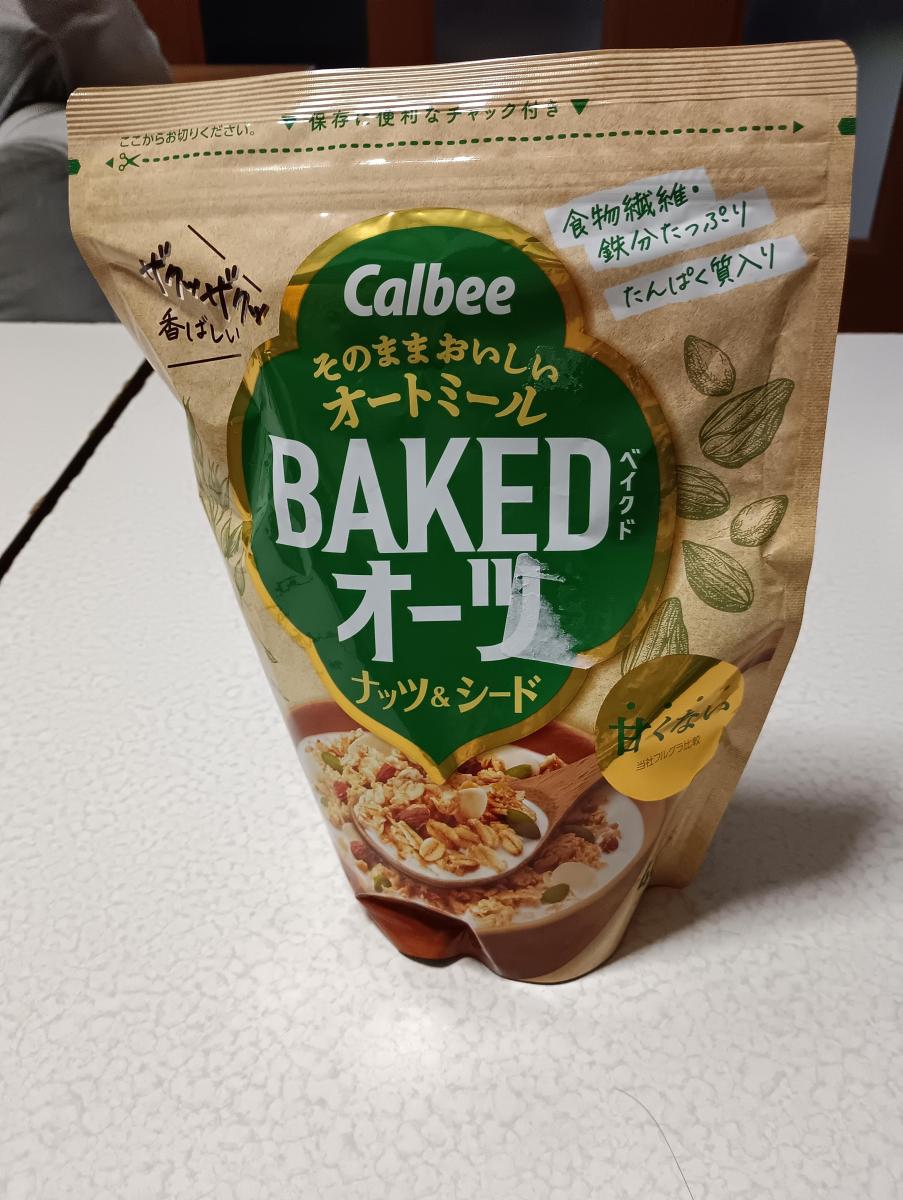 ▼ 保存に便利なチャック付き ▼
ここからお切りください。
ザクッザクッ
香ばしい
食物繊維・
鉄分たっぷり
たんぱく質入り
Calbee
そのままおいしい
オートミール
BAKED
ベイクド
オーツ
ナッツ&シード
甘くない
当社フルグラ比較